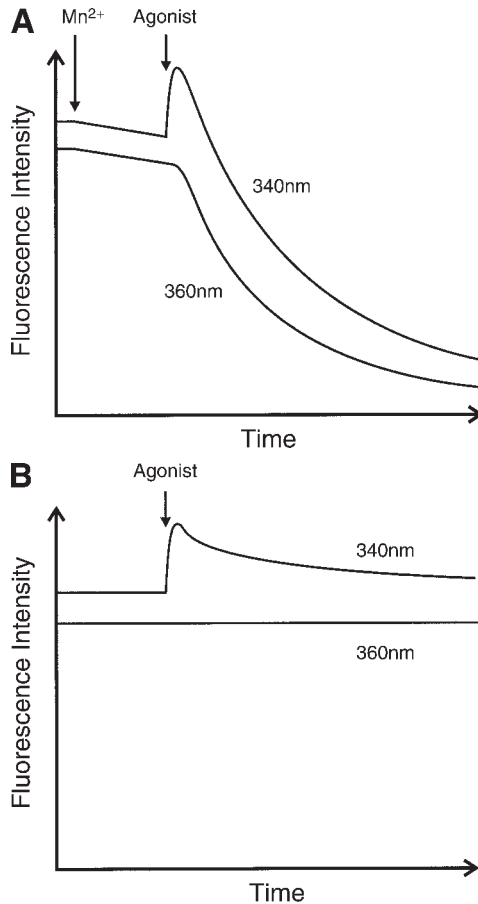 A
Mn²⁺ Agonist
Fluorescence Intensity
340nm
360nm
Time
B
Agonist
Fluorescence Intensity
340nm
360nm
Time